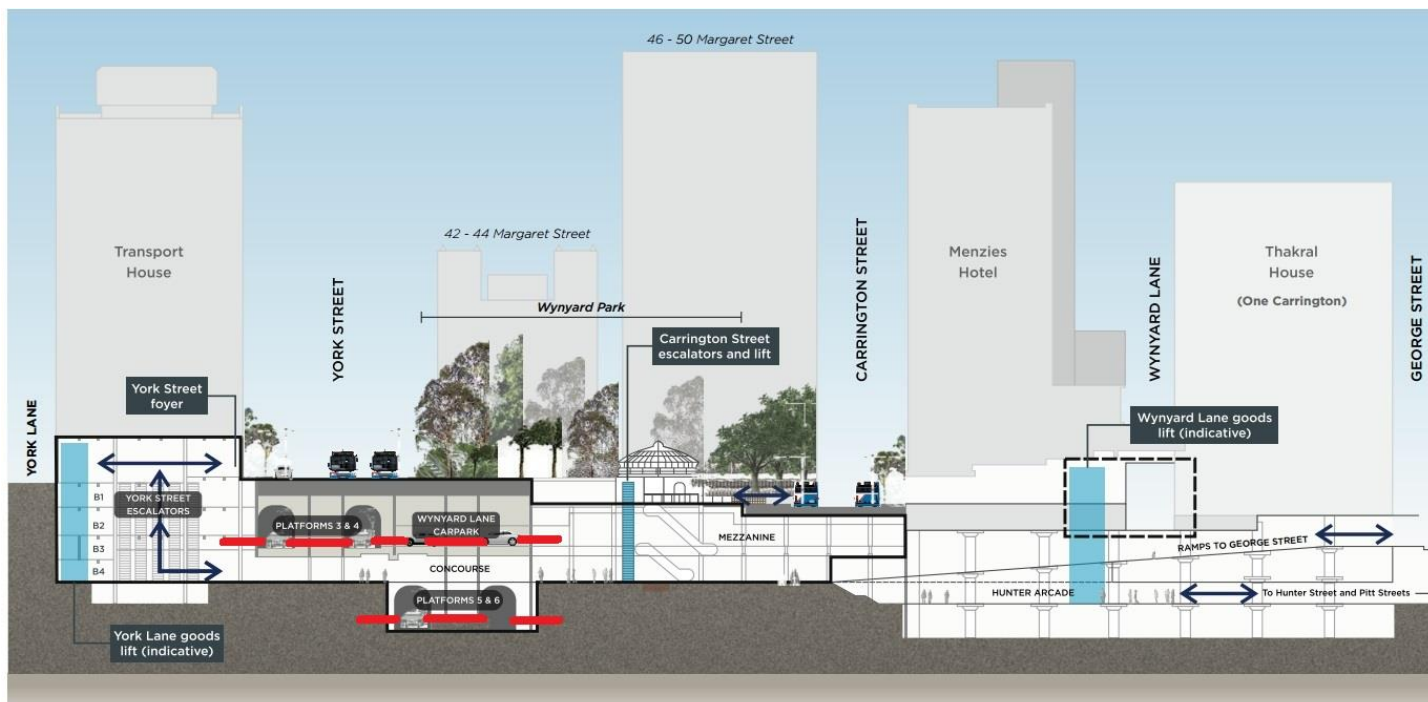 46 - 50 Margaret Street
Transport
House
42 - 44 Margaret Street
YORK STREET
Wynyard Park
Carrington Street
escalators and lift
CARRINGTON STREET
Menzies
Hotel
WYNYARD LANE
Thakral
House
(One Carrington)
GEORGE STREET
YORK LANE
York Street
foyer
Wynyard Lane goods
lift (indicative)
B1
YORK STREET
ESCALATORS
B2
PLATFORMS 3 & 4
WYNYARD LANE
CARPARK
MEZZANINE
B3
CONCOURSE
RAMPS TO GEORGE STREET
B4
PLATFORMS 5 & 6
HUNTER ARCADE
To Hunter Street and Pitt Streets
York Lane goods
lift (indicative)